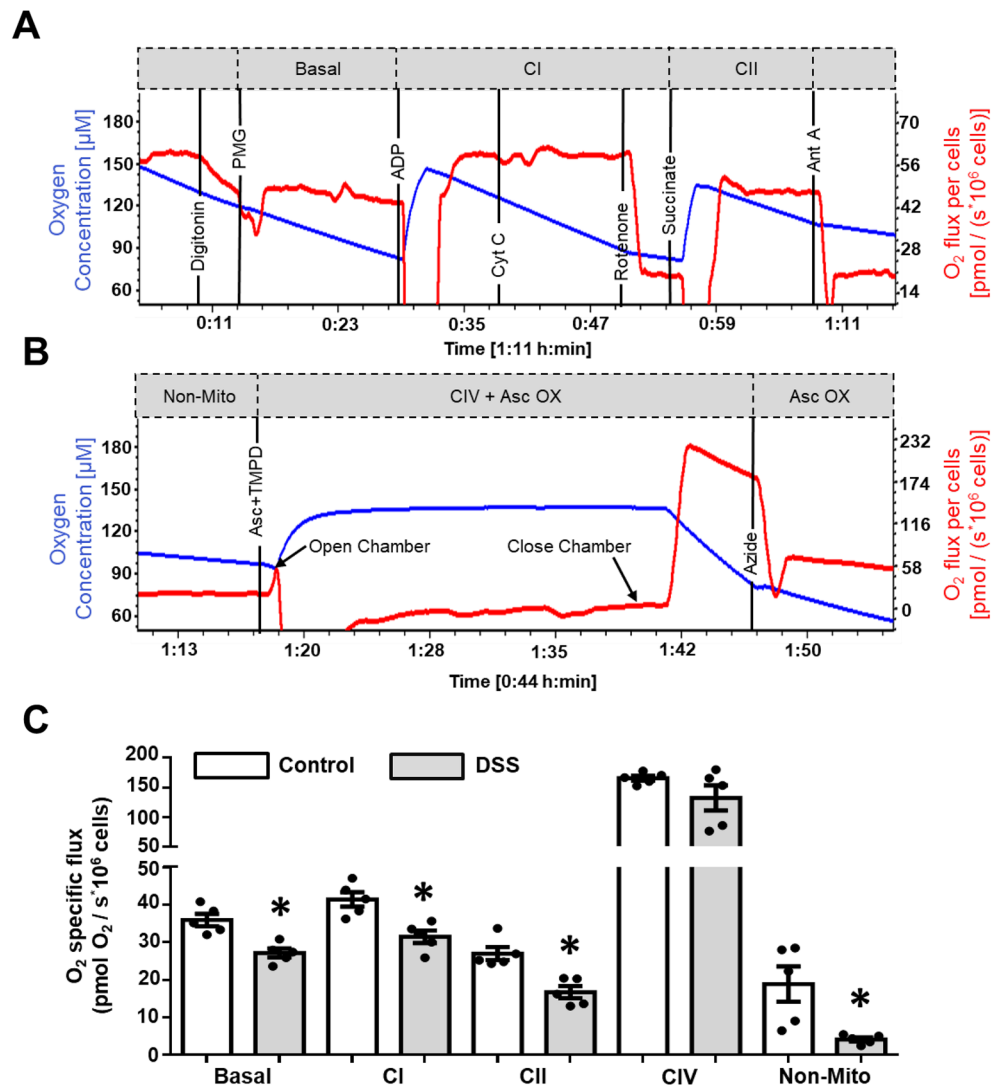 A
Basal CI CII
Oxygen
Concentration [µM]
180
150
120
90
60
Digitonin
PMG
ADP
Cyt C
Rotenone
Succinate
Ant A
70
56
42
28
14
O2 flux per cells
[pmol / (s*10^6 cells)]
0:11 0:23 0:35 0:47 0:59 1:11
Time [1:11 h:min]
B
Non-Mito CIV + Asc OX Asc OX
Oxygen
Concentration [µM]
180
150
120
90
60
Asc+TMPD
Open Chamber
Close Chamber
Azide
232
174
116
58
0
O2 flux per cells
[pmol / (s*10^6 cells)]
1:13 1:20 1:28 1:35 1:42 1:50
Time [0:44 h:min]
C
Control DSS
O2 specific flux
(pmol O2 / s*10^6 cells)
200
150
100
50
50
40
30
20
10
0
* * * *
Basal CI CII CIV Non-Mito